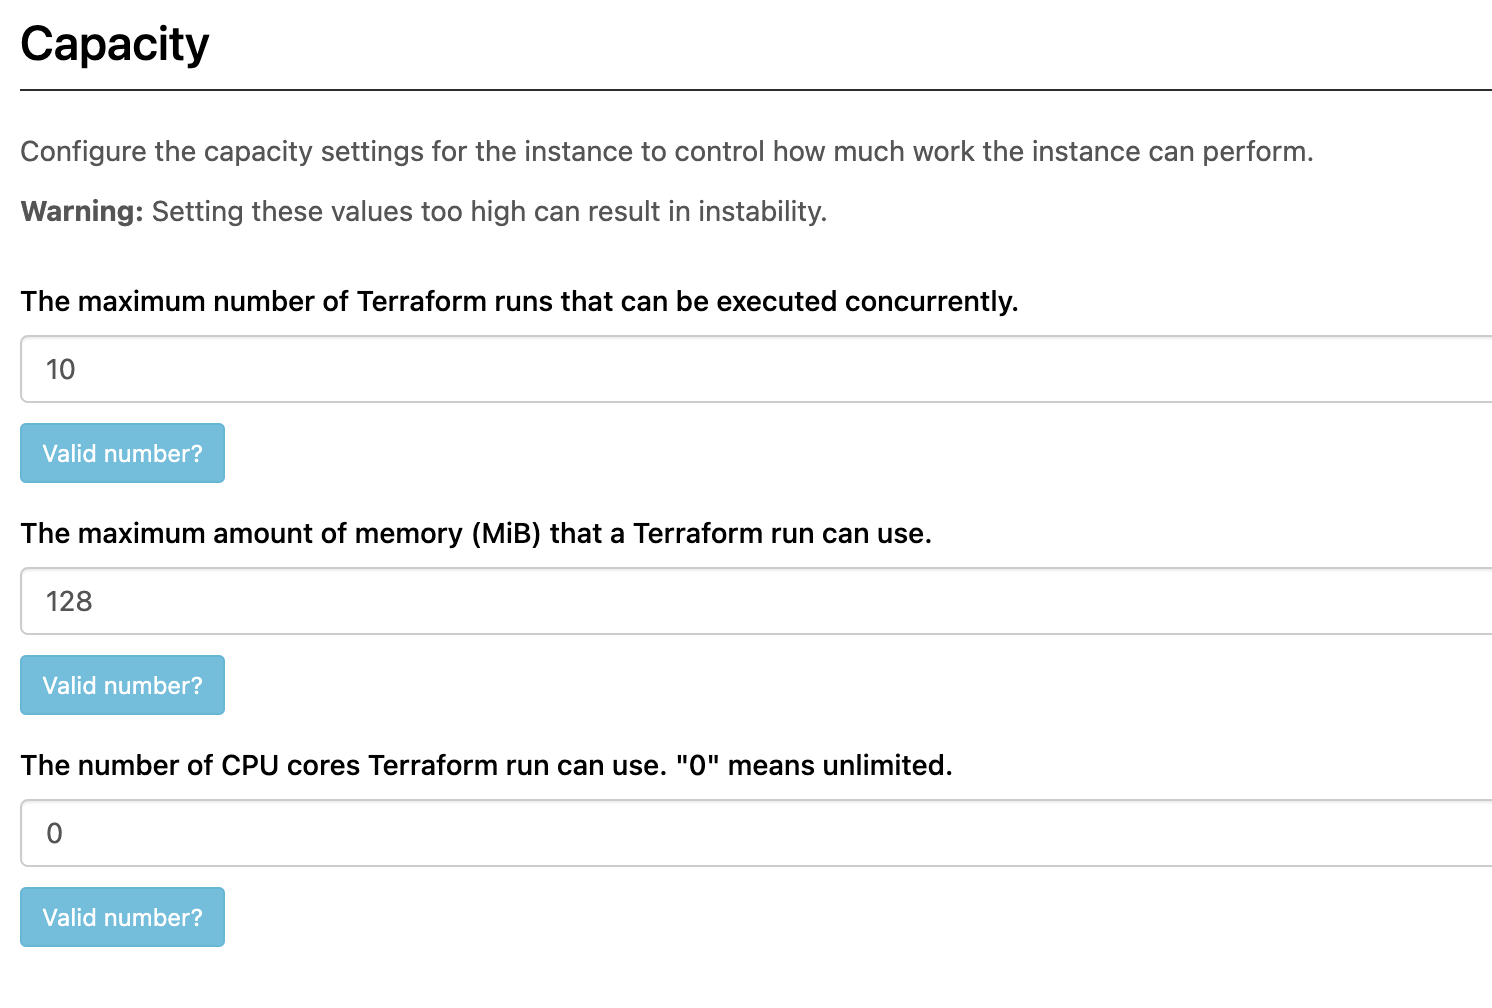 Capacity
Configure the capacity settings for the instance to control how much work the instance can perform.
Warning: Setting these values too high can result in instability.
The maximum number of Terraform runs that can be executed concurrently.
10
Valid number?
The maximum amount of memory (MiB) that a Terraform run can use.
128
Valid number?
The number of CPU cores Terraform run can use. "0" means unlimited.
0
Valid number?